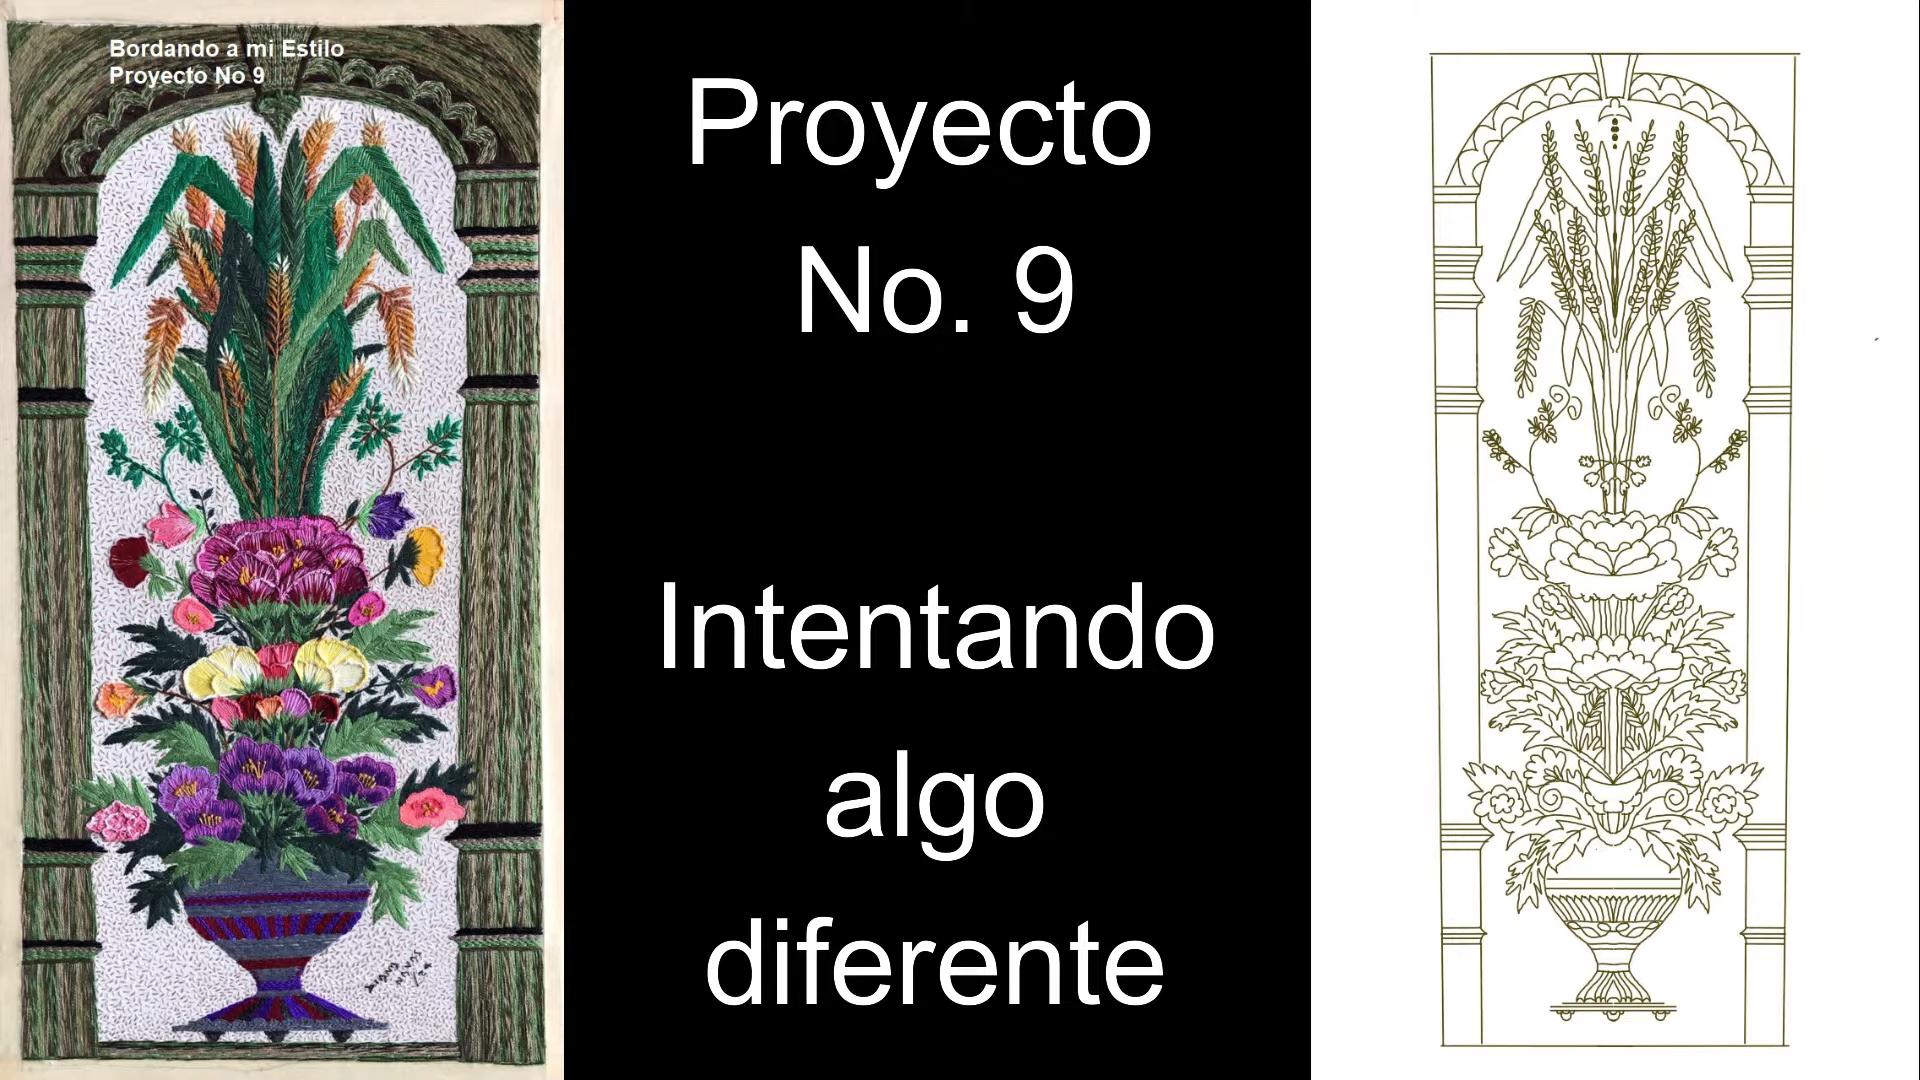 Bordando a mi Estilo
Proyecto No 9
Proyecto
No. 9
Intentando
algo
diferente